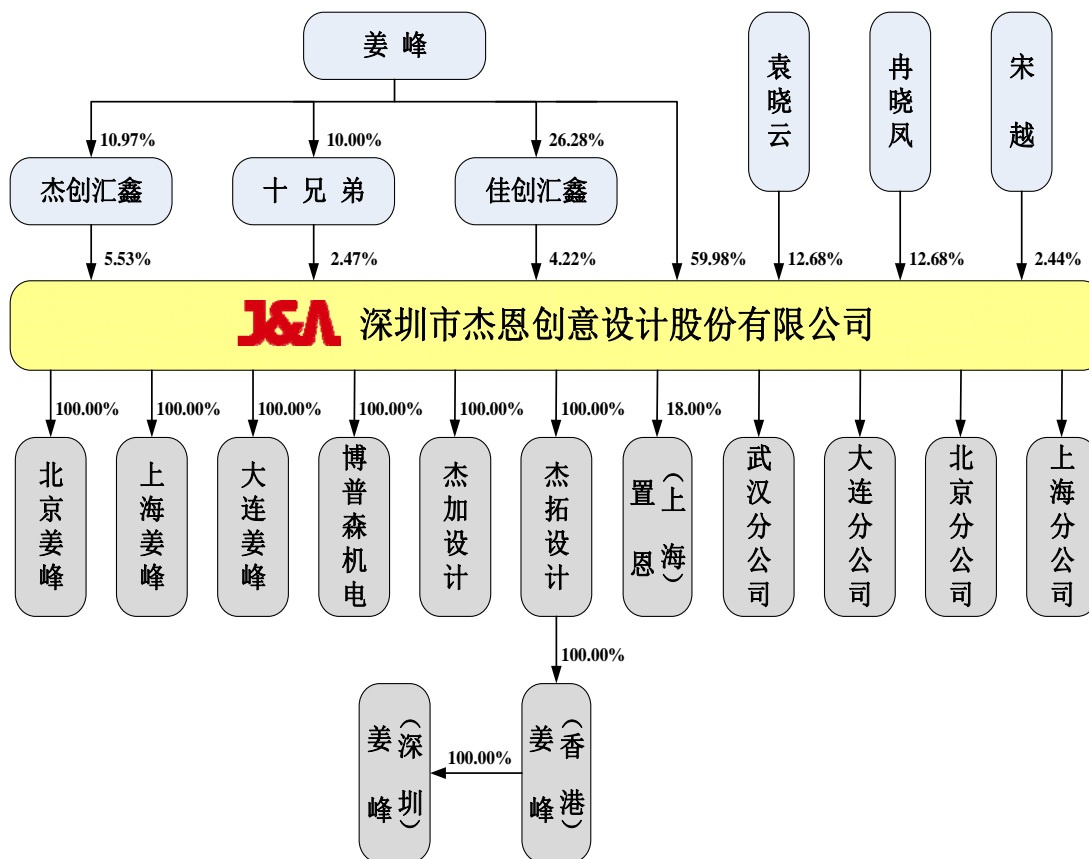 姜 峰
袁晓云
冉晓凤
宋 越
10.97%
10.00%
26.28%
杰创汇鑫
十 兄 弟
佳创汇鑫
5.53%
2.47%
4.22%
59.98%
12.68%
12.68%
2.44%
J&A 深圳市杰恩创意设计股份有限公司
100.00%
100.00%
100.00%
100.00%
100.00%
100.00%
18.00%
北京姜峰
上海姜峰
大连姜峰
博普森机电
杰加设计
杰拓设计
置 恩
(上 海)
武汉分公司
大连分公司
北京分公司
上海分公司
100.00%
姜 峰
(深 圳)
100.00%
姜 峰
(香 港)